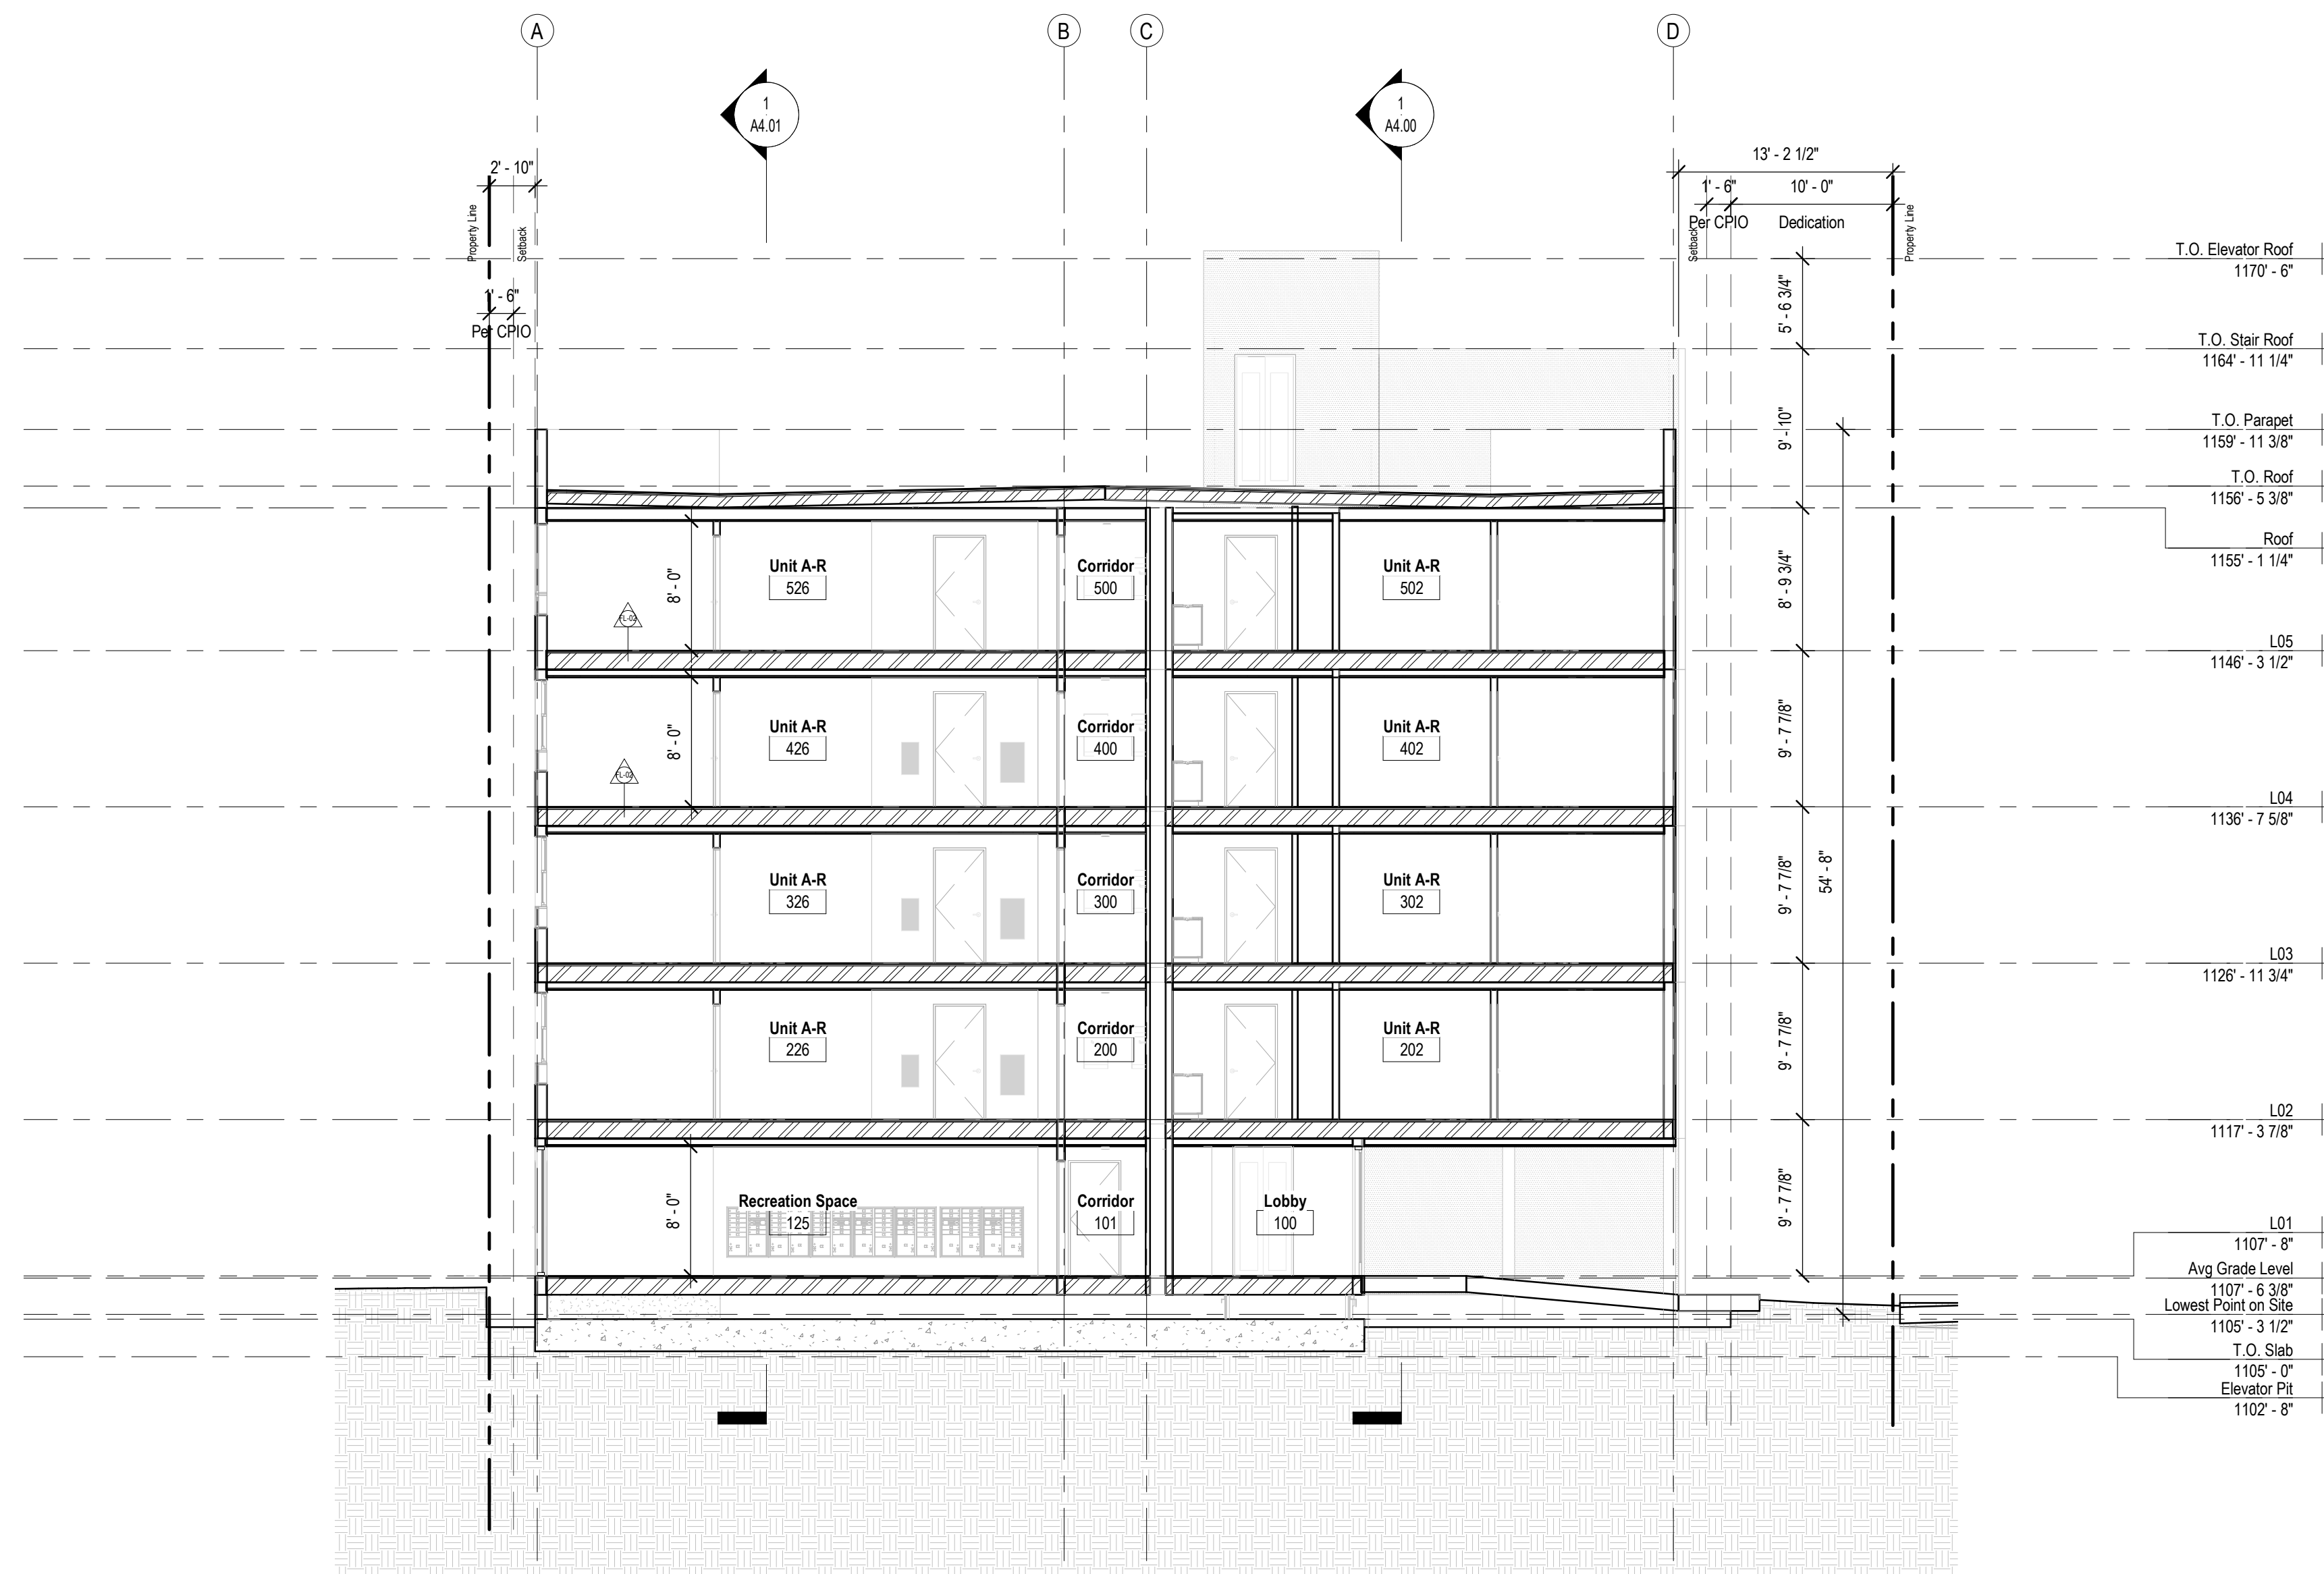 A
B
C
D
1
A4.01
1
A4.00
2' - 10"
13' - 2 1/2"
1' - 6"
10' - 0"
Per CPIO
Dedication
Property Line
Setback
Setback
Property Line
1' - 6"
Per CPIO
T.O. Elevator Roof
1170' - 6"
5' - 6 3/4"
T.O. Stair Roof
1164' - 11 1/4"
9' - 10"
T.O. Parapet
1159' - 11 3/8"
T.O. Roof
1156' - 5 3/8"
Roof
1155' - 1 1/4"
8' - 0"
Unit A-R
526
Corridor
500
Unit A-R
502
8' - 9 3/4"
FL-02
L05
1146' - 3 1/2"
8' - 0"
Unit A-R
426
Corridor
400
Unit A-R
402
9' - 7 7/8"
FL-02
L04
1136' - 7 5/8"
Unit A-R
326
Corridor
300
Unit A-R
302
9' - 7 7/8"
54' - 8"
L03
1126' - 11 3/4"
Unit A-R
226
Corridor
200
Unit A-R
202
9' - 7 7/8"
L02
1117' - 3 7/8"
8' - 0"
Recreation Space
125
Corridor
101
Lobby
100
9' - 7 7/8"
L01
1107' - 8"
Avg Grade Level
1107' - 6 3/8"
Lowest Point on Site
1105' - 3 1/2"
T.O. Slab
1105' - 0"
Elevator Pit
1102' - 8"